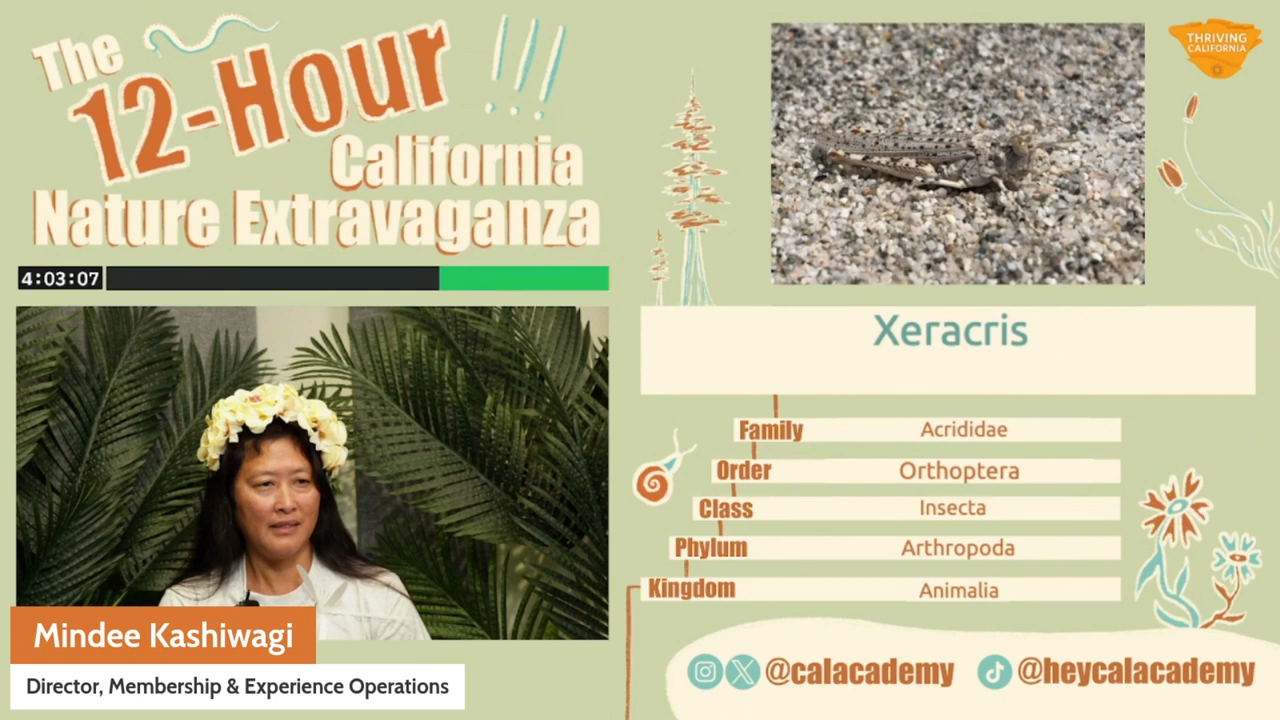 The
12-Hour!!!
California
Nature Extravaganza
4:03:07
THRIVING
CALIFORNIA
Xeracris
Family Acrididae
Order Orthoptera
Class Insecta
Phylum Arthropoda
Kingdom Animalia
Mindee Kashiwagi
Director, Membership & Experience Operations
@calacademy @heycalacademy